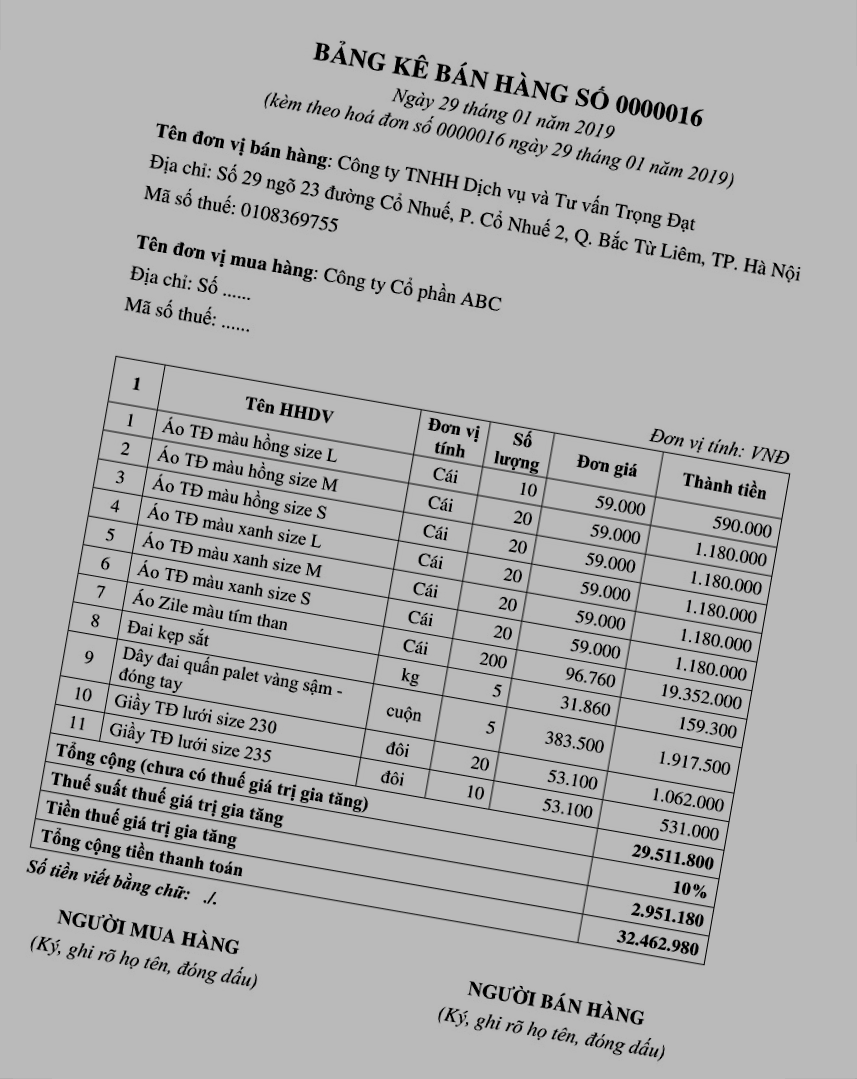 BẢNG KÊ BÁN HÀNG SỐ 0000016
Ngày 29 tháng 01 năm 2019
(kèm theo hoá đơn số 0000016 ngày 29 tháng 01 năm 2019)
Tên đơn vị bán hàng: Công ty TNHH Dịch vụ và Tư vấn Trọng Đạt
Địa chỉ: Số 29 ngõ 23 đường Cổ Nhuế, P. Cổ Nhuế 2, Q. Bắc Từ Liêm, TP. Hà Nội
Mã số thuế: 0108369755
Tên đơn vị mua hàng: Công ty Cổ phần ABC
Địa chỉ: Số ......
Mã số thuế: ......
Đơn vị tính: VNĐ
1 Tên HHDV Đơn vị tính Số lượng Đơn giá Thành tiền
1 Áo TĐ màu hồng size L Cái 10 59.000 590.000
2 Áo TĐ màu hồng size M Cái 20 59.000 1.180.000
3 Áo TĐ màu hồng size S Cái 20 59.000 1.180.000
4 Áo TĐ màu xanh size L Cái 20 59.000 1.180.000
5 Áo TĐ màu xanh size M Cái 20 59.000 1.180.000
6 Áo TĐ màu xanh size S Cái 20 59.000 1.180.000
7 Áo Zile màu tím than Cái 200 96.760 19.352.000
8 Đai kẹp sắt kg 5 31.860 159.300
9 Dây đai quấn palet vàng sậm -
đóng tay cuộn 5 383.500 1.917.500
10 Giầy TĐ lưới size 230 đôi 20 53.100 1.062.000
11 Giầy TĐ lưới size 235 đôi 10 53.100 531.000
Tổng cộng (chưa có thuế giá trị gia tăng) 29.511.800
Thuế suất thuế giá trị gia tăng 10%
Tiền thuế giá trị gia tăng 2.951.180
Tổng cộng tiền thanh toán 32.462.980
Số tiền viết bằng chữ: ./.
NGƯỜI MUA HÀNG
(Ký, ghi rõ họ tên, đóng dấu)
NGƯỜI BÁN HÀNG
(Ký, ghi rõ họ tên, đóng dấu)